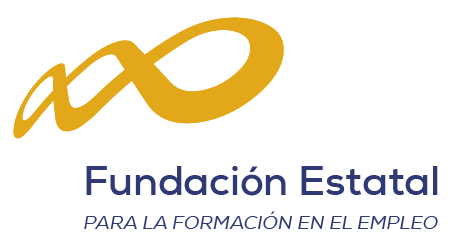 Fundación Estatal
PARA LA FORMACIÓN EN EL EMPLEO